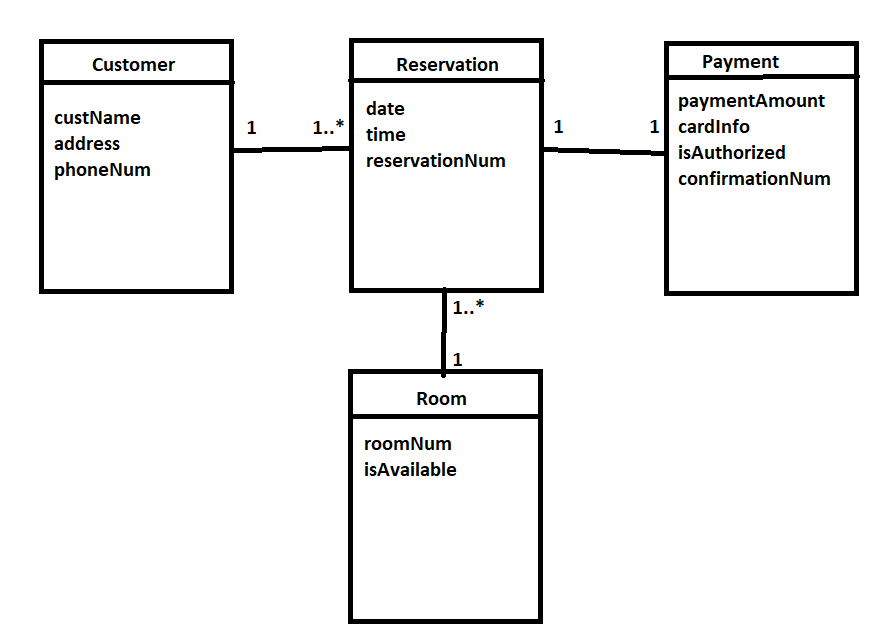 Customer
custName
address
phoneNum
1
1..*
Reservation
date
time
reservationNum
1
1
Payment
paymentAmount
cardInfo
isAuthorized
confirmationNum
1..*
1
Room
roomNum
isAvailable